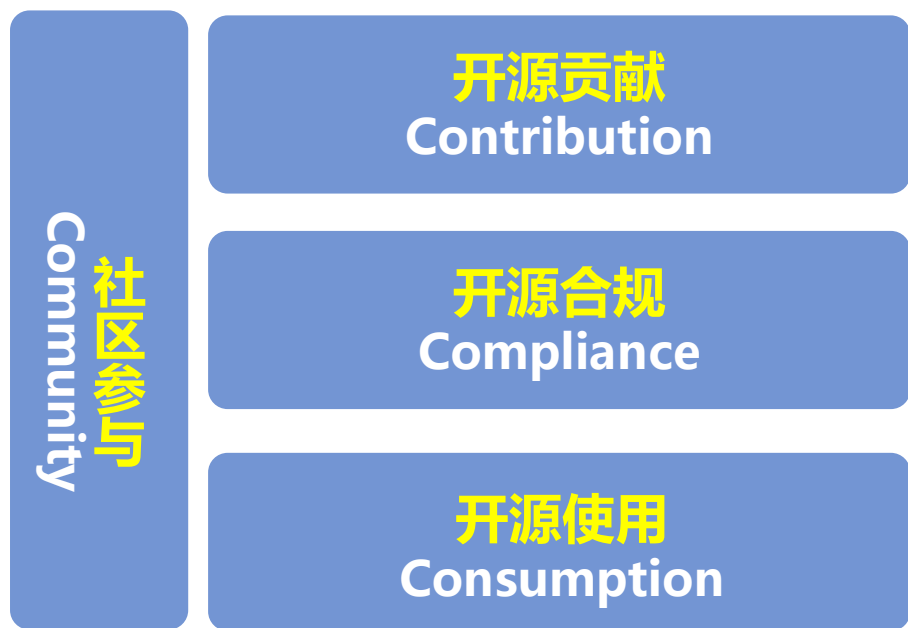 社区参与
Community
开源贡献
Contribution
开源合规
Compliance
开源使用
Consumption